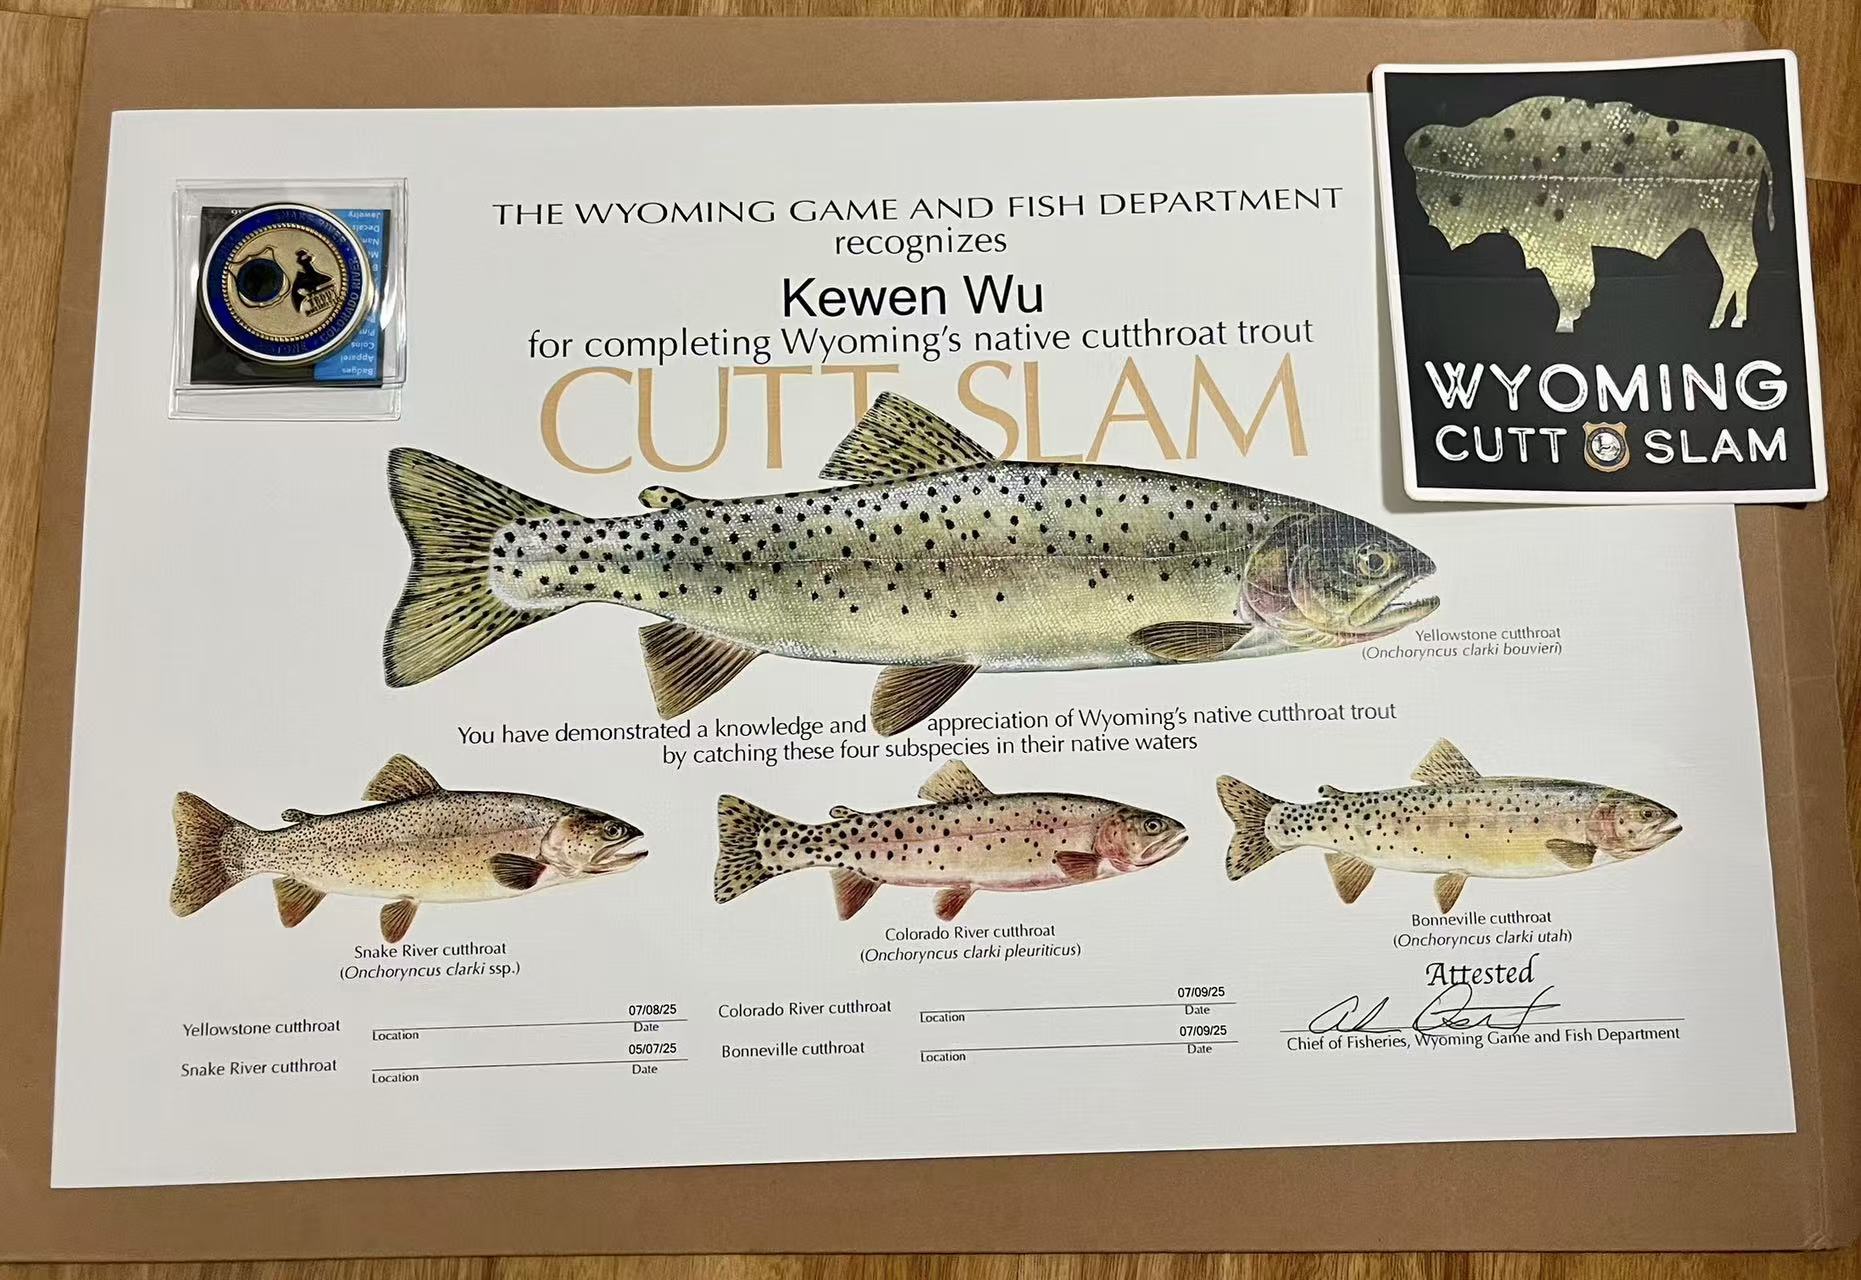 THE WYOMING GAME AND FISH DEPARTMENT
recognizes
Kewen Wu
for completing Wyoming's native cutthroat trout
CUTT SLAM
Yellowstone cutthroat
(Onchoryncus clarki bouvieri)
You have demonstrated a knowledge and appreciation of Wyoming's native cutthroat trout
by catching these four subspecies in their native waters
Snake River cutthroat
(Onchoryncus clarki ssp.)
Colorado River cutthroat
(Onchoryncus clarki pleuriticus)
Bonneville cutthroat
(Onchoryncus clarki utah)
Yellowstone cutthroat 07/08/25
Location Date
Snake River cutthroat 05/07/25
Location Date
Colorado River cutthroat 07/09/25
Location Date
Bonneville cutthroat 07/09/25
Location Date
Attested
Chief of Fisheries, Wyoming Game and Fish Department
WYOMING
CUTT SLAM
SNAKE RIVER
COLORADO RIVER
Jewelry
Decals
Coins
Apparel
Badges